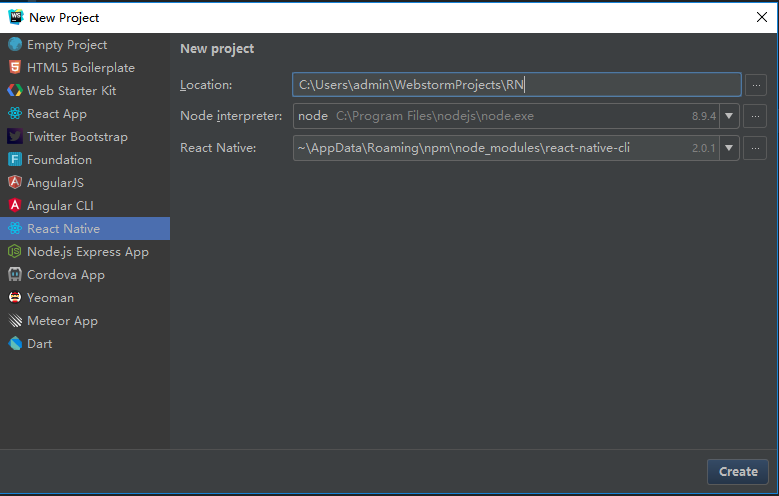 New Project
Empty Project
HTML5 Boilerplate
Web Starter Kit
React App
Twitter Bootstrap
Foundation
AngularJS
Angular CLI
React Native
Node.js Express App
Cordova App
Yeoman
Meteor App
Dart
New project
Location: C:\Users\admin\WebstormProjects\RN ...
Node interpreter: node C:\Program Files\nodejs\node.exe 8.9.4 ...
React Native: ~\AppData\Roaming\npm\node_modules\react-native-cli 2.0.1 ...
Create